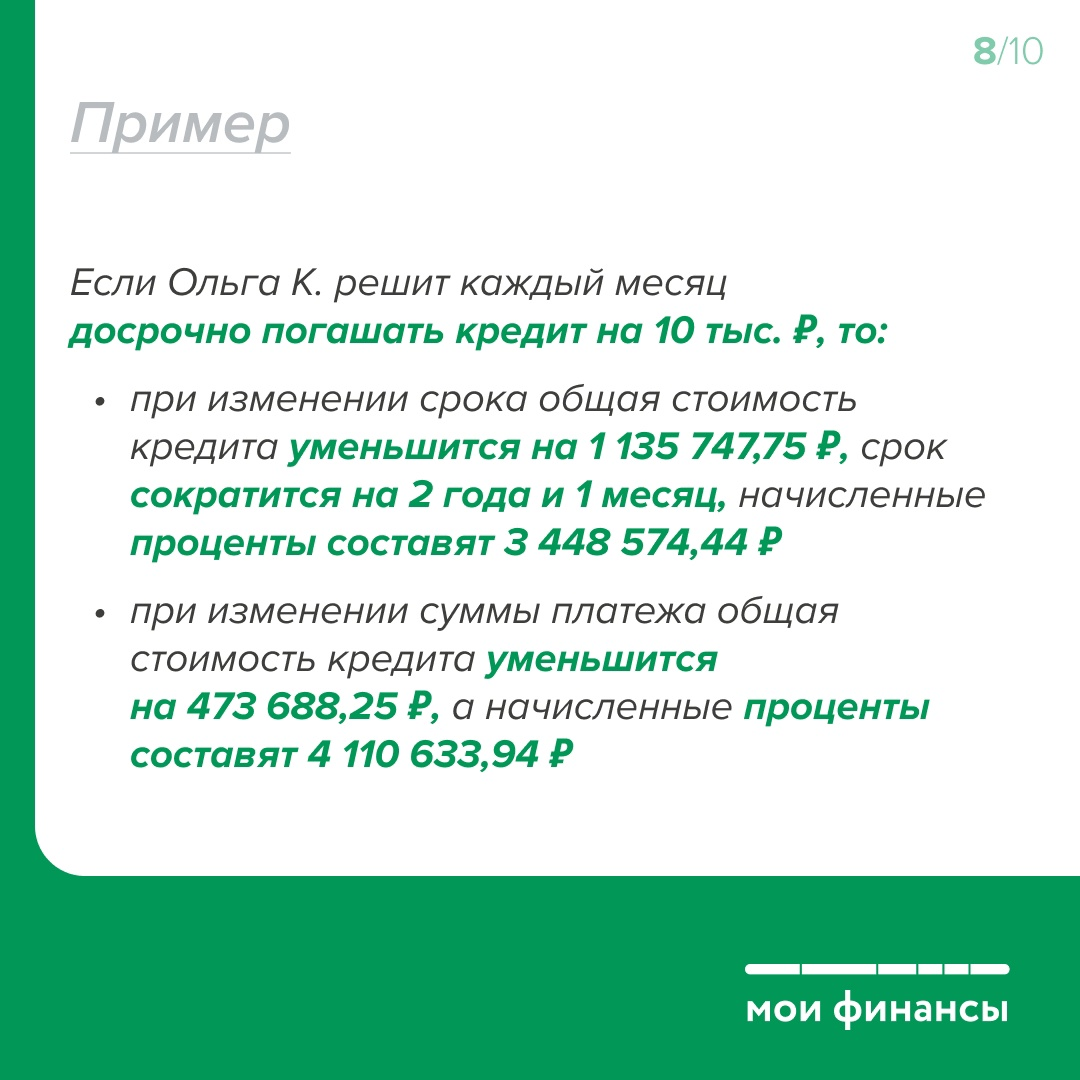 8/10
Пример
Если Ольга К. решит каждый месяц
досрочно погашать кредит на 10 тыс. ₽, то:
• при изменении срока общая стоимость
кредита уменьшится на 1 135 747,75 ₽, срок
сократится на 2 года и 1 месяц, начисленные
проценты составят 3 448 574,44 ₽
• при изменении суммы платежа общая
стоимость кредита уменьшится
на 473 688,25 ₽, а начисленные проценты
составят 4 110 633,94 ₽
мои финансы